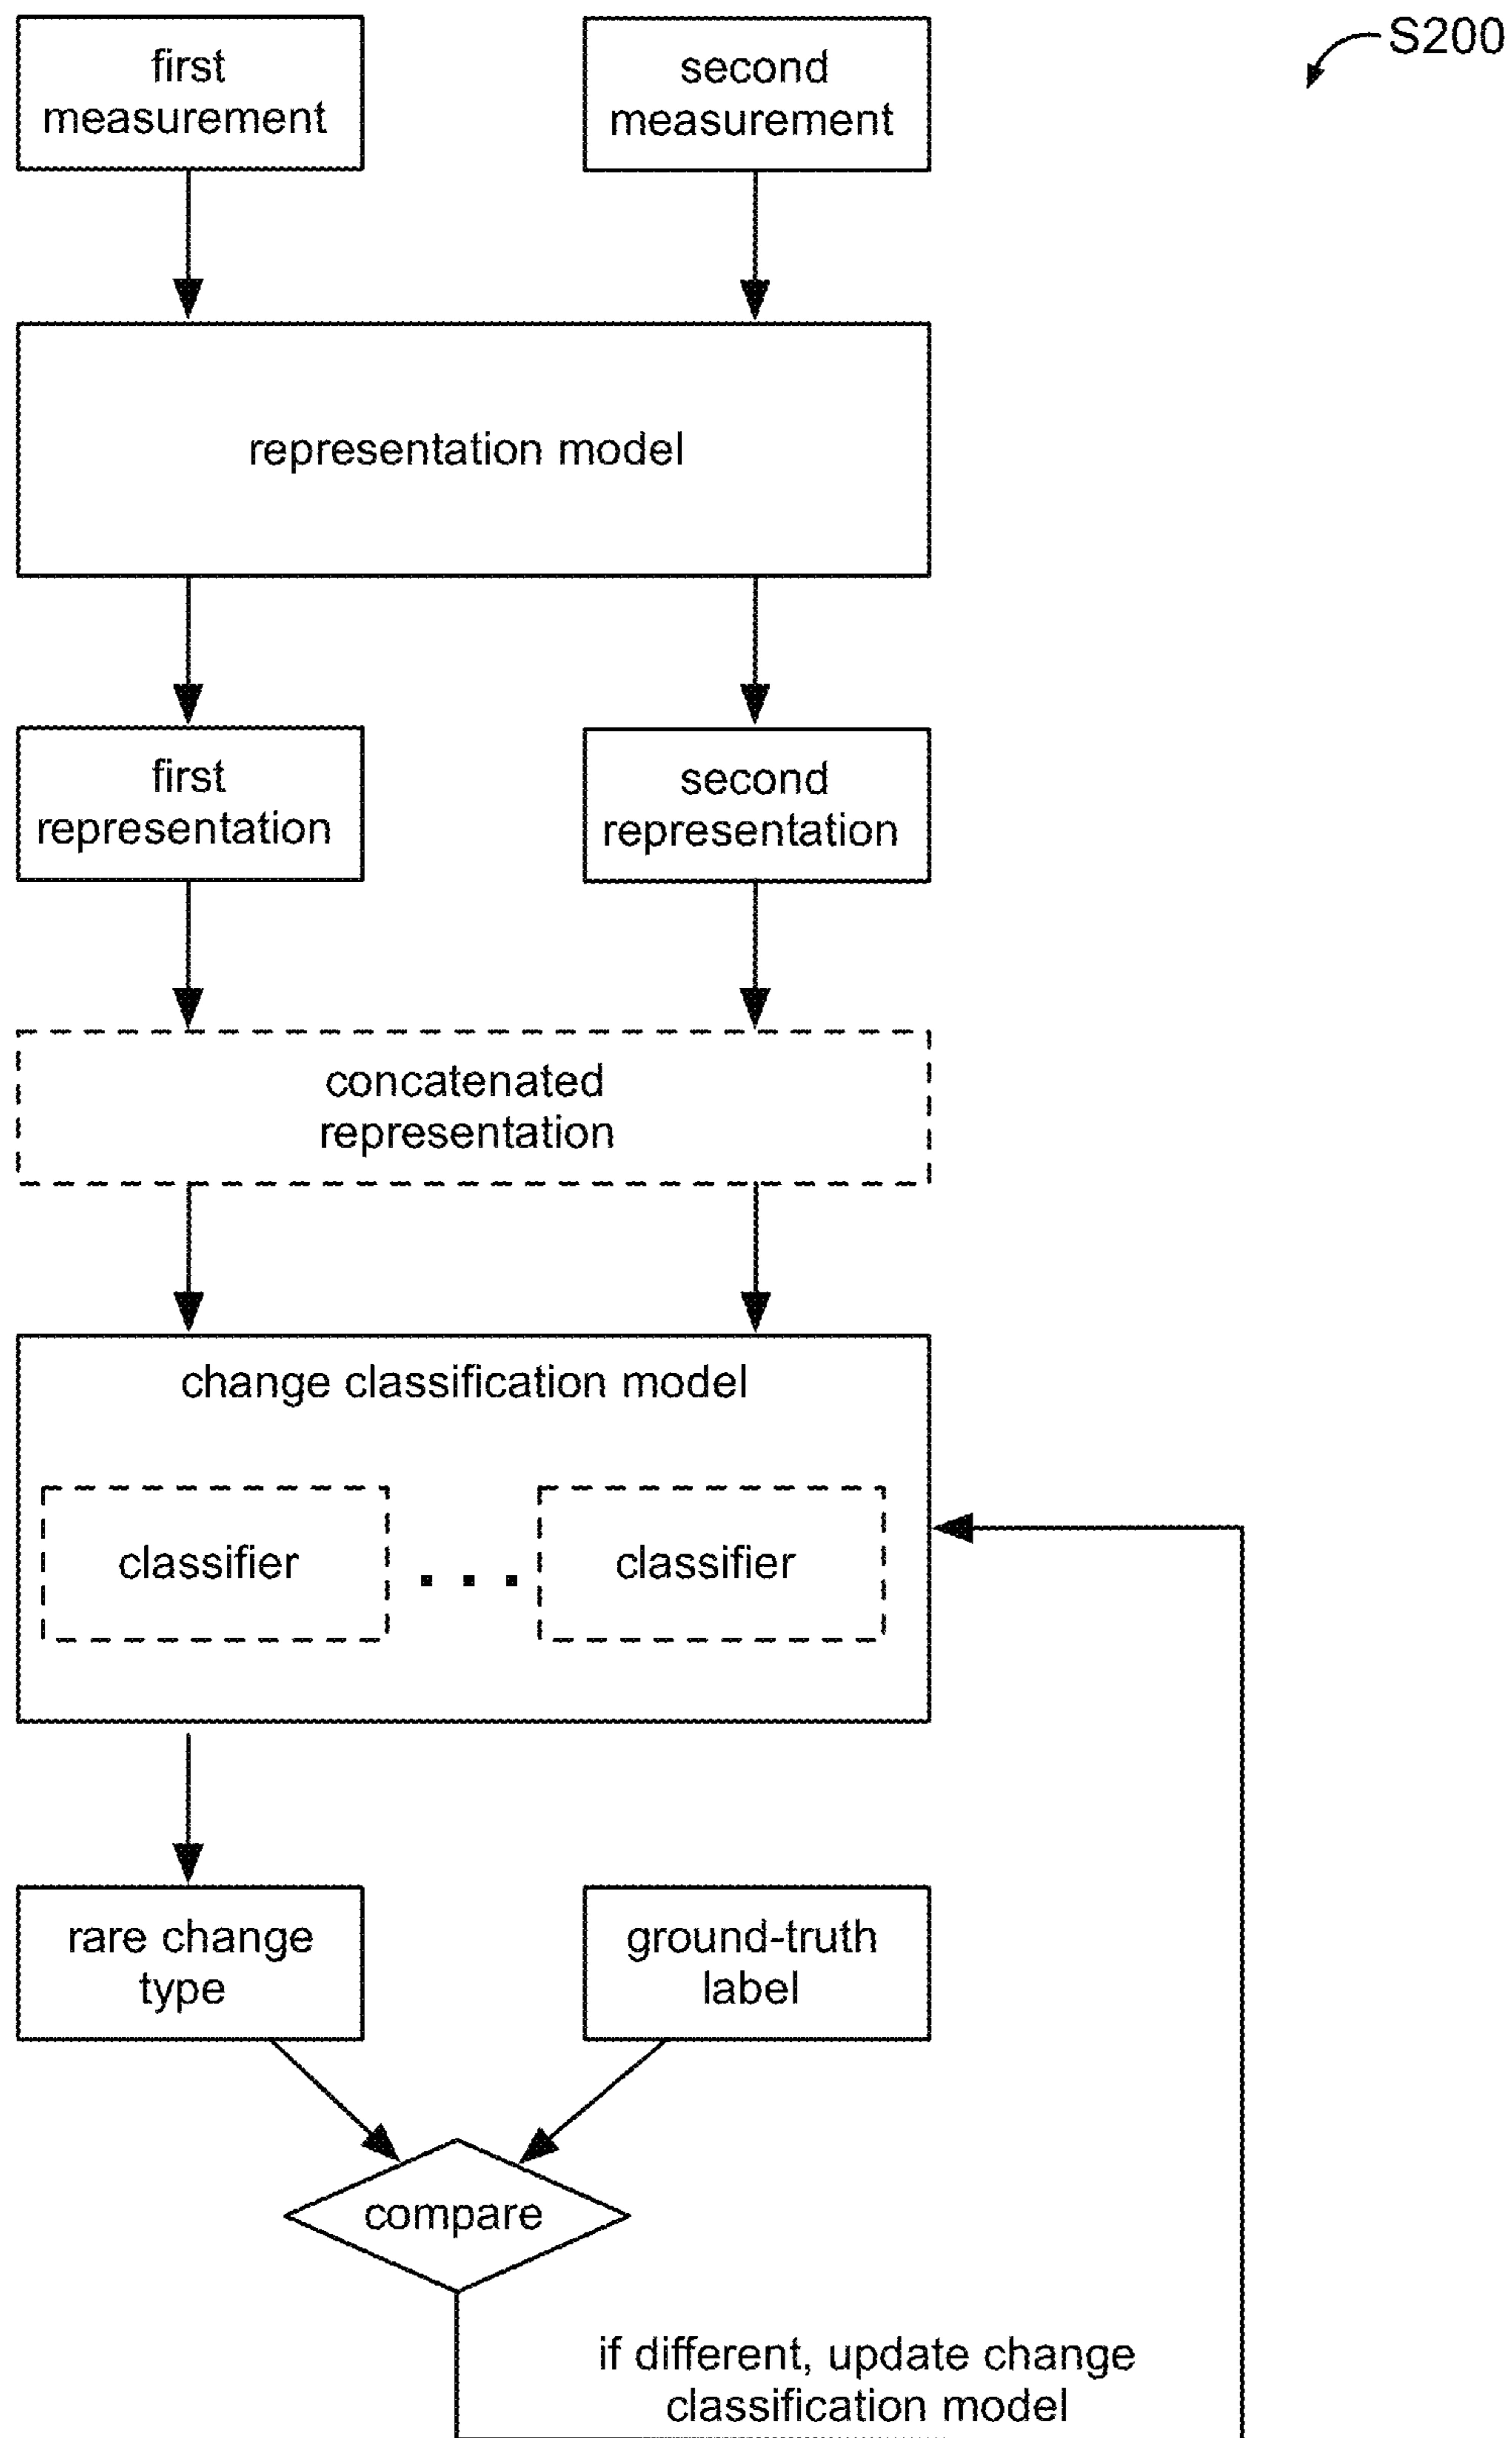 first
measurement
second
measurement
S200
representation model
first
representation
second
representation
concatenated
representation
change classification model
classifier
. . .
classifier
rare change
type
ground-truth
label
compare
if different, update change
classification model